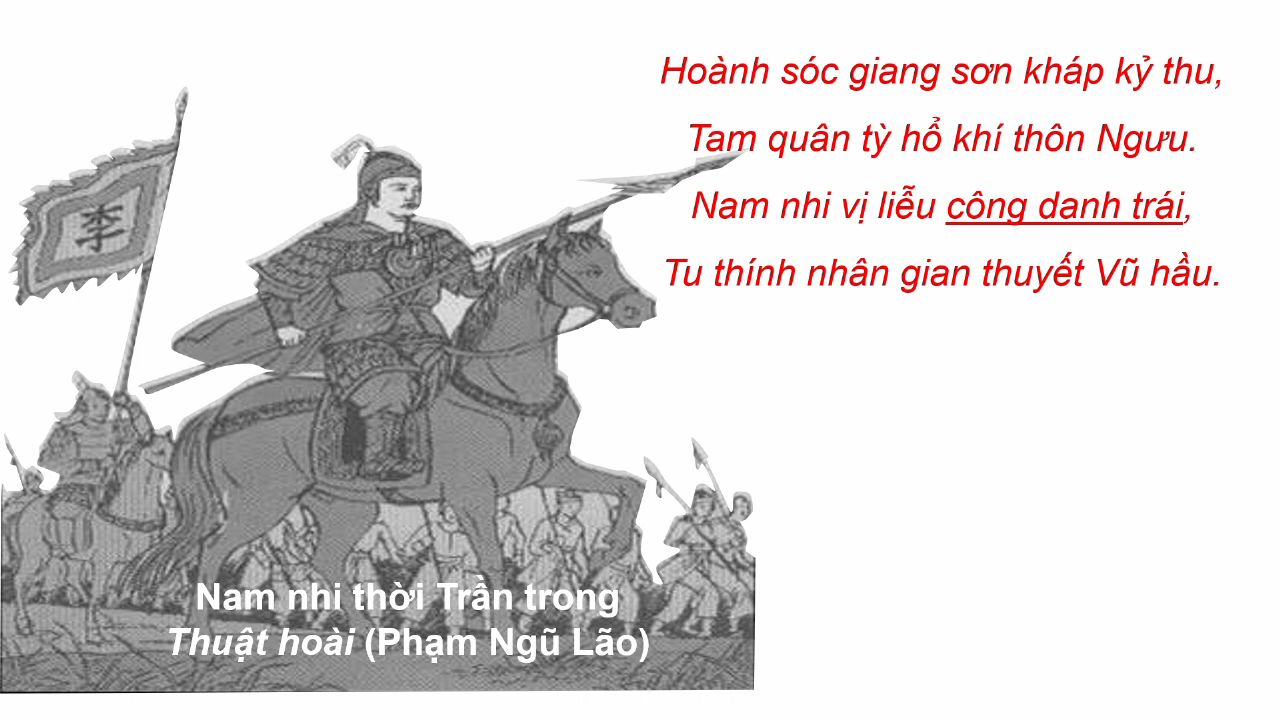 Hoành sóc giang sơn kháp kỷ thu,
Tam quân tỳ hổ khí thôn Ngưu.
Nam nhi vị liễu công danh trái,
Tu thính nhân gian thuyết Vũ hầu.
李
Nam nhi thời Trần trong
Thuật hoài (Phạm Ngũ Lão)